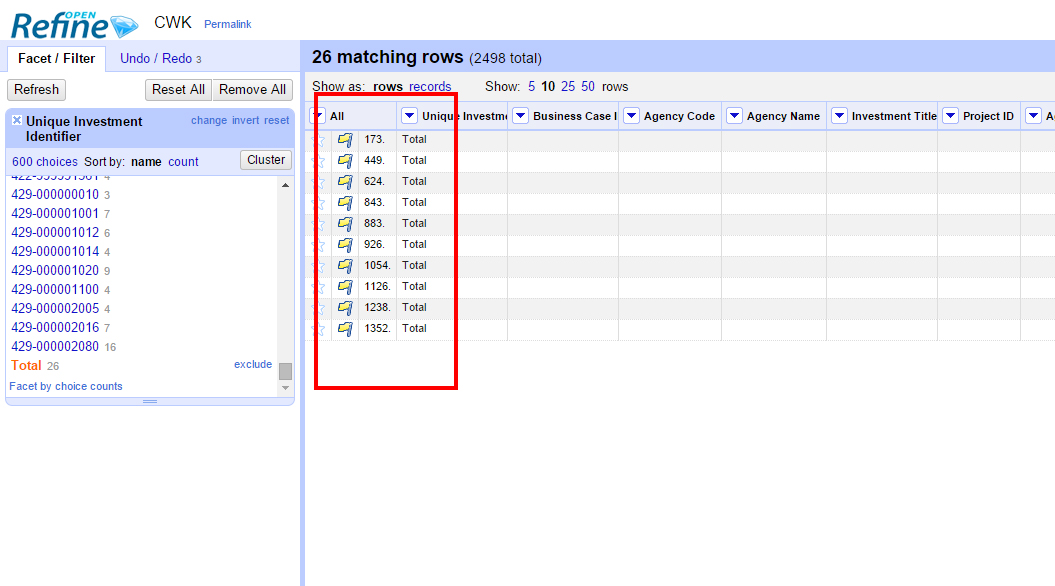 OPEN
Refine CWK Permalink
Facet / Filter Undo / Redo 3
Refresh Reset All Remove All
Unique Investment Identifier change invert reset
600 choices Sort by: name count Cluster
422-999991581 4
429-000000010 3
429-000001001 7
429-000001012 6
429-000001014 4
429-000001020 9
429-000001100 4
429-000002005 4
429-000002016 7
429-000002080 16
Total 26 exclude
Facet by choice counts
26 matching rows (2498 total)
Show as: rows records Show: 5 10 25 50 rows
All Unique Investme Business Case I Agency Code Agency Name Investment Title Project ID A
173. Total
449. Total
624. Total
843. Total
883. Total
926. Total
1054. Total
1126. Total
1238. Total
1352. Total